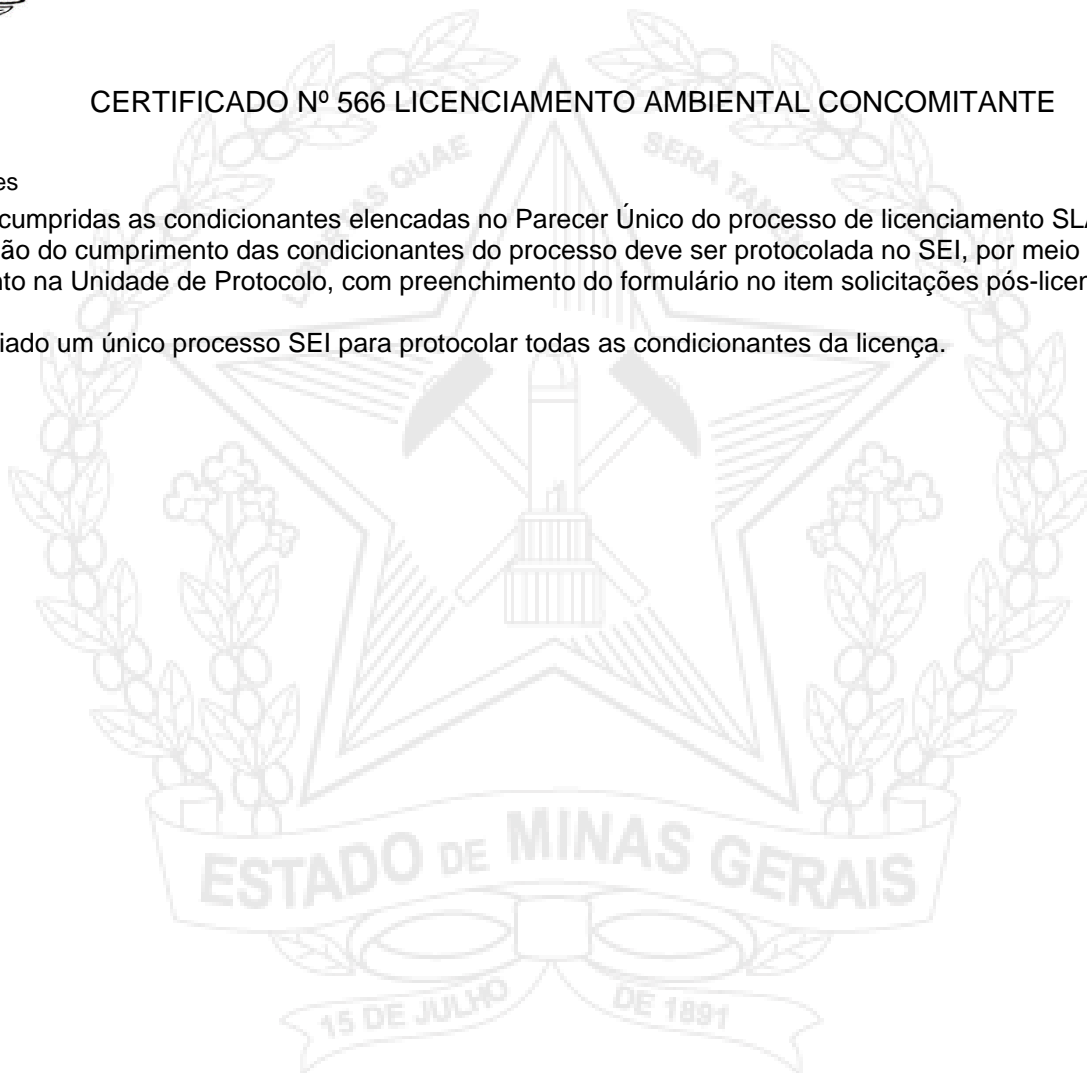 CERTIFICADO Nº 566 LICENCIAMENTO AMBIENTAL CONCOMITANTE
es
cumpridas as condicionantes elencadas no Parecer Único do processo de licenciamento SLA
ão do cumprimento das condicionantes do processo deve ser protocolada no SEI, por meio
nto na Unidade de Protocolo, com preenchimento do formulário no item solicitações pós-licen
iado um único processo SEI para protocolar todas as condicionantes da licença.
QUAE SERA
ESTADO DE MINAS GERAIS
15 DE JULHO DE 1891